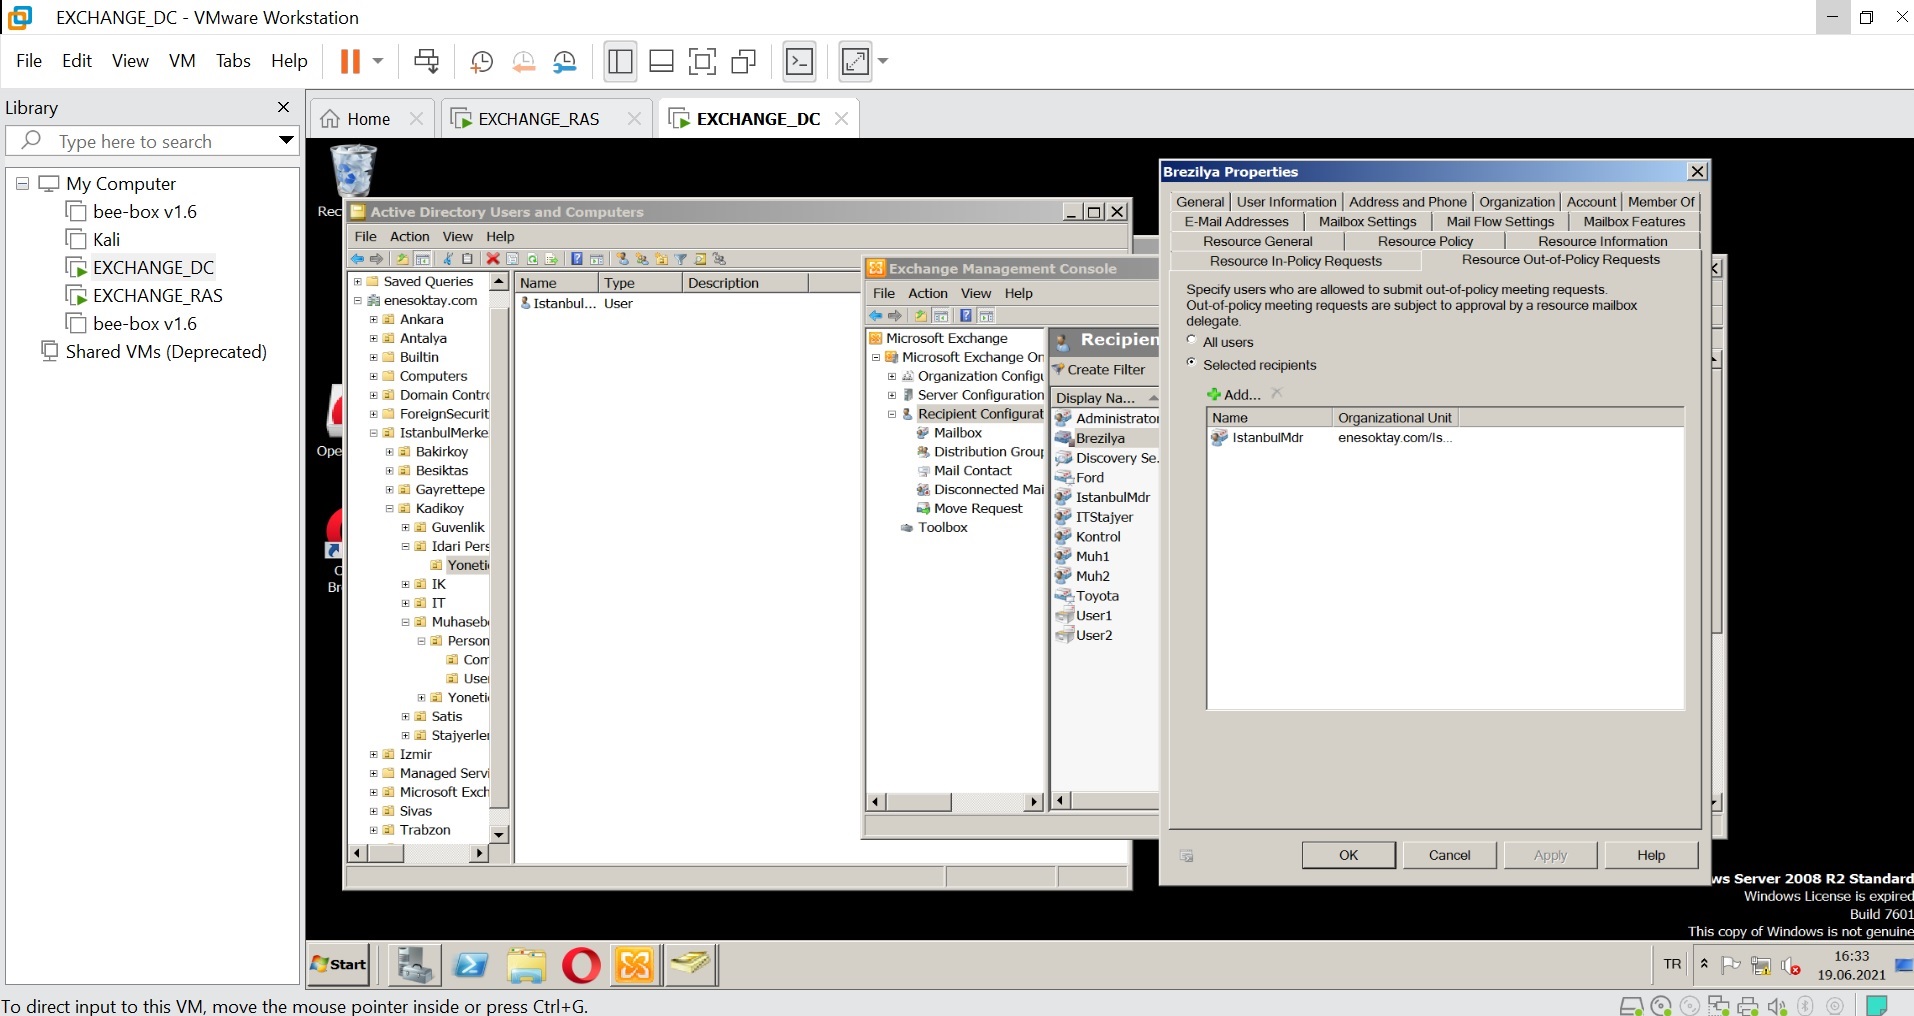 EXCHANGE_DC - VMware Workstation
File Edit View VM Tabs Help
Library
Type here to search
My Computer
bee-box v1.6
Kali
EXCHANGE_DC
EXCHANGE_RAS
bee-box v1.6
Shared VMs (Deprecated)
Home
EXCHANGE_RAS
EXCHANGE_DC
Rec
Ope
Active Directory Users and Computers
File Action View Help
Saved Queries
enesoktay.com
Ankara
Antalya
Builtin
Computers
Domain Contro
ForeignSecurit
IstanbulMerke
Bakirkoy
Besiktas
Gayrettepe
Kadikoy
Guvenlik
Idari Pers
Yoneti
IK
IT
Muhaseb
Person
Com
User
Yoneti
Satis
Stajyerler
Izmir
Managed Servi
Microsoft Exch
Sivas
Trabzon
Name Type Description
Istanbul... User
Exchange Management Console
File Action View Help
Microsoft Exchange
Microsoft Exchange On
Organization Configu
Server Configuration
Recipient Configurat
Mailbox
Distribution Group
Mail Contact
Disconnected Mai
Move Request
Toolbox
Recipien
Create Filter
Display Na...
Administrator
Brezilya
Discovery Se.
Ford
IstanbulMdr
ITStajyer
Kontrol
Muh1
Muh2
Toyota
User1
User2
Brezilya Properties
General User Information Address and Phone Organization Account Member Of
E-Mail Addresses Mailbox Settings Mail Flow Settings Mailbox Features
Resource General Resource Policy Resource Information
Resource In-Policy Requests Resource Out-of-Policy Requests
Specify users who are allowed to submit out-of-policy meeting requests.
Out-of-policy meeting requests are subject to approval by a resource mailbox
delegate.
All users
Selected recipients
Add...
Name Organizational Unit
IstanbulMdr enesoktay.com/Is...
OK Cancel Apply Help
ws Server 2008 R2 Standard
Windows License is expired
Build 7601
This copy of Windows is not genuine
Start
TR
16:33
19.06.2021
To direct input to this VM, move the mouse pointer inside or press Ctrl+G.